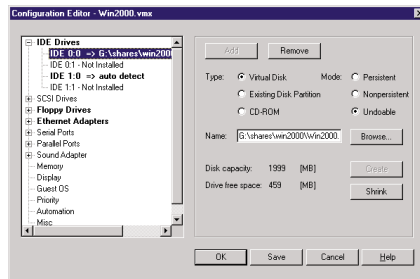 Configuration Editor - Win2000.vmx
IDE Drives
IDE 0:0 => G:\shares\win200
IDE 0:1 - Not Installed
IDE 1:0 => auto detect
IDE 1:1 - Not Installed
SCSI Drives
Floppy Drives
Ethernet Adapters
Serial Ports
Parallel Ports
Sound Adapter
Memory
Display
Guest OS
Priority
Automation
Misc
Add Remove
Type: Virtual Disk Mode: Persistent
Existing Disk Partition Nonpersistent
CD-ROM Undoable
Name: G:\shares\win2000\Win2000. Browse...
Disk capacity: 1999 [MB] Create
Drive free space: 459 [MB] Shrink
OK Save Cancel Help